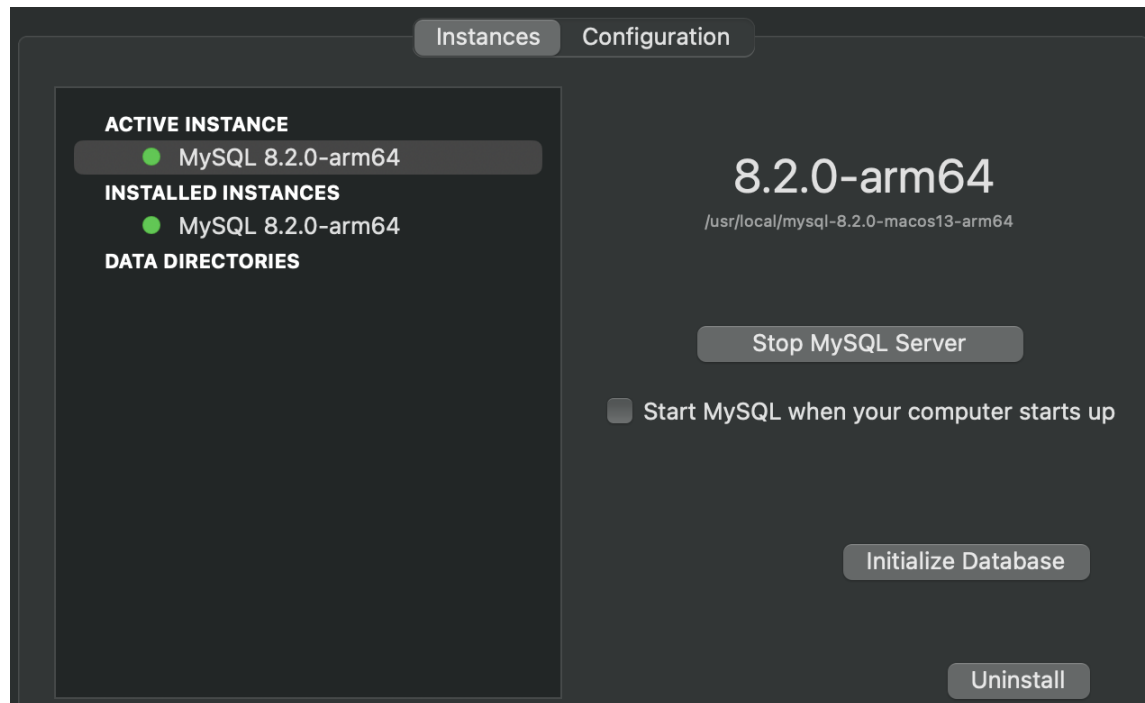 Instances
Configuration
ACTIVE INSTANCE
MySQL 8.2.0-arm64
INSTALLED INSTANCES
MySQL 8.2.0-arm64
DATA DIRECTORIES
8.2.0-arm64
/usr/local/mysql-8.2.0-macos13-arm64
Stop MySQL Server
Start MySQL when your computer starts up
Initialize Database
Uninstall